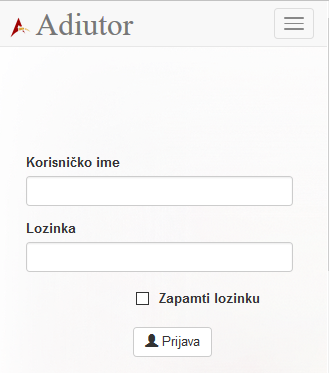 Adiutor
Korisničko ime
Lozinka
Zapamti lozinku
Prijava